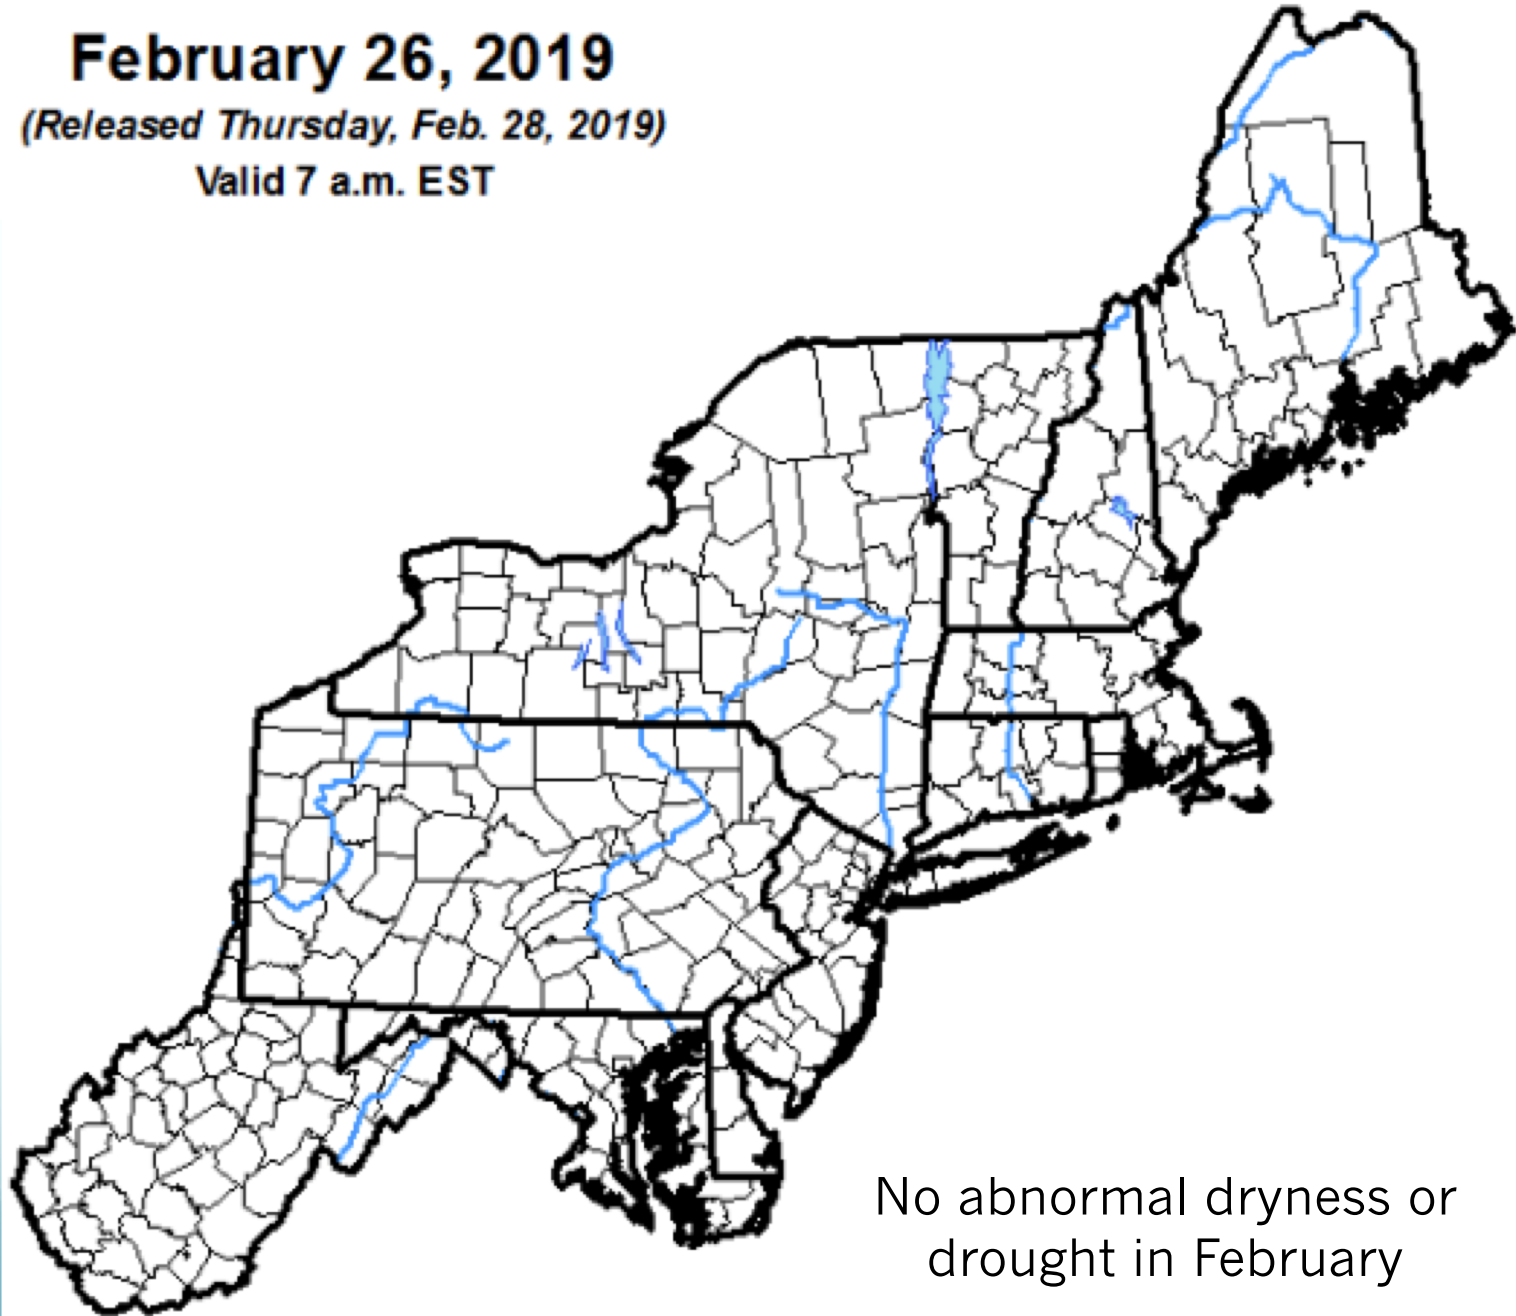 February 26, 2019
(Released Thursday, Feb. 28, 2019)
Valid 7 a.m. EST
No abnormal dryness or
drought in February